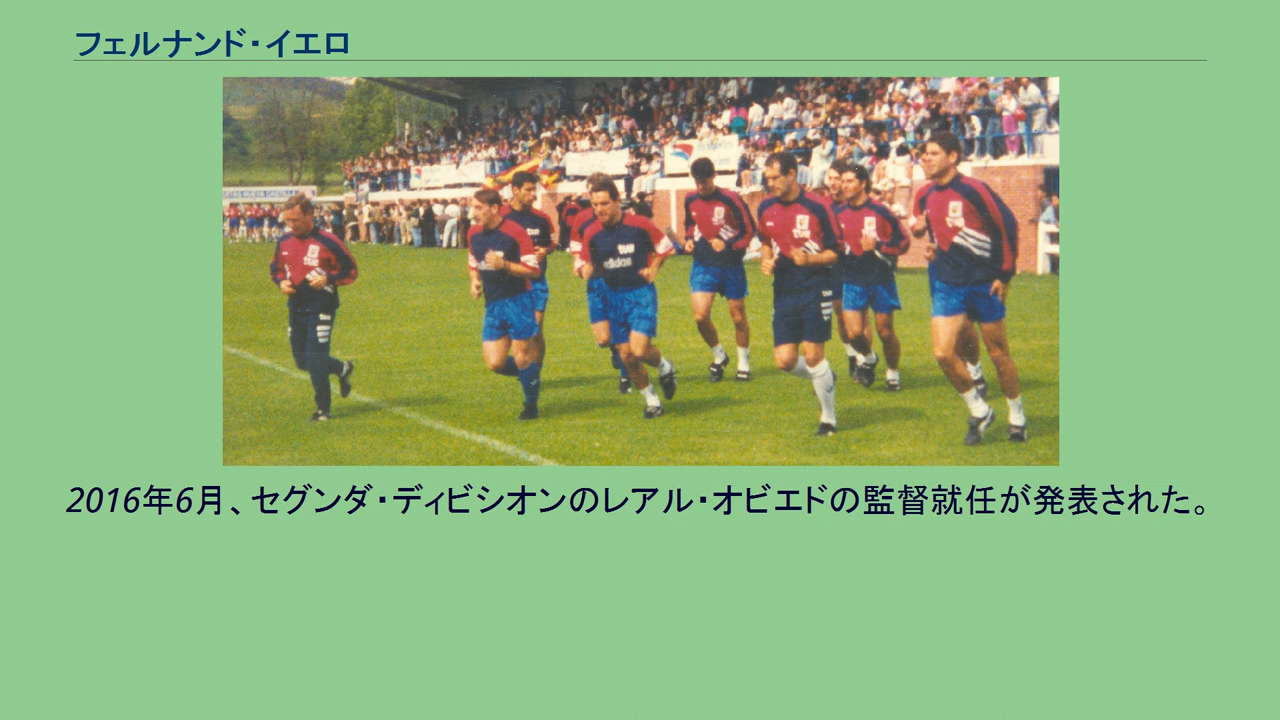 フェルナンド・イエロ
2016年6月、セグンダ・ディビシオンのレアル・オビエドの監督就任が発表された。
adidas